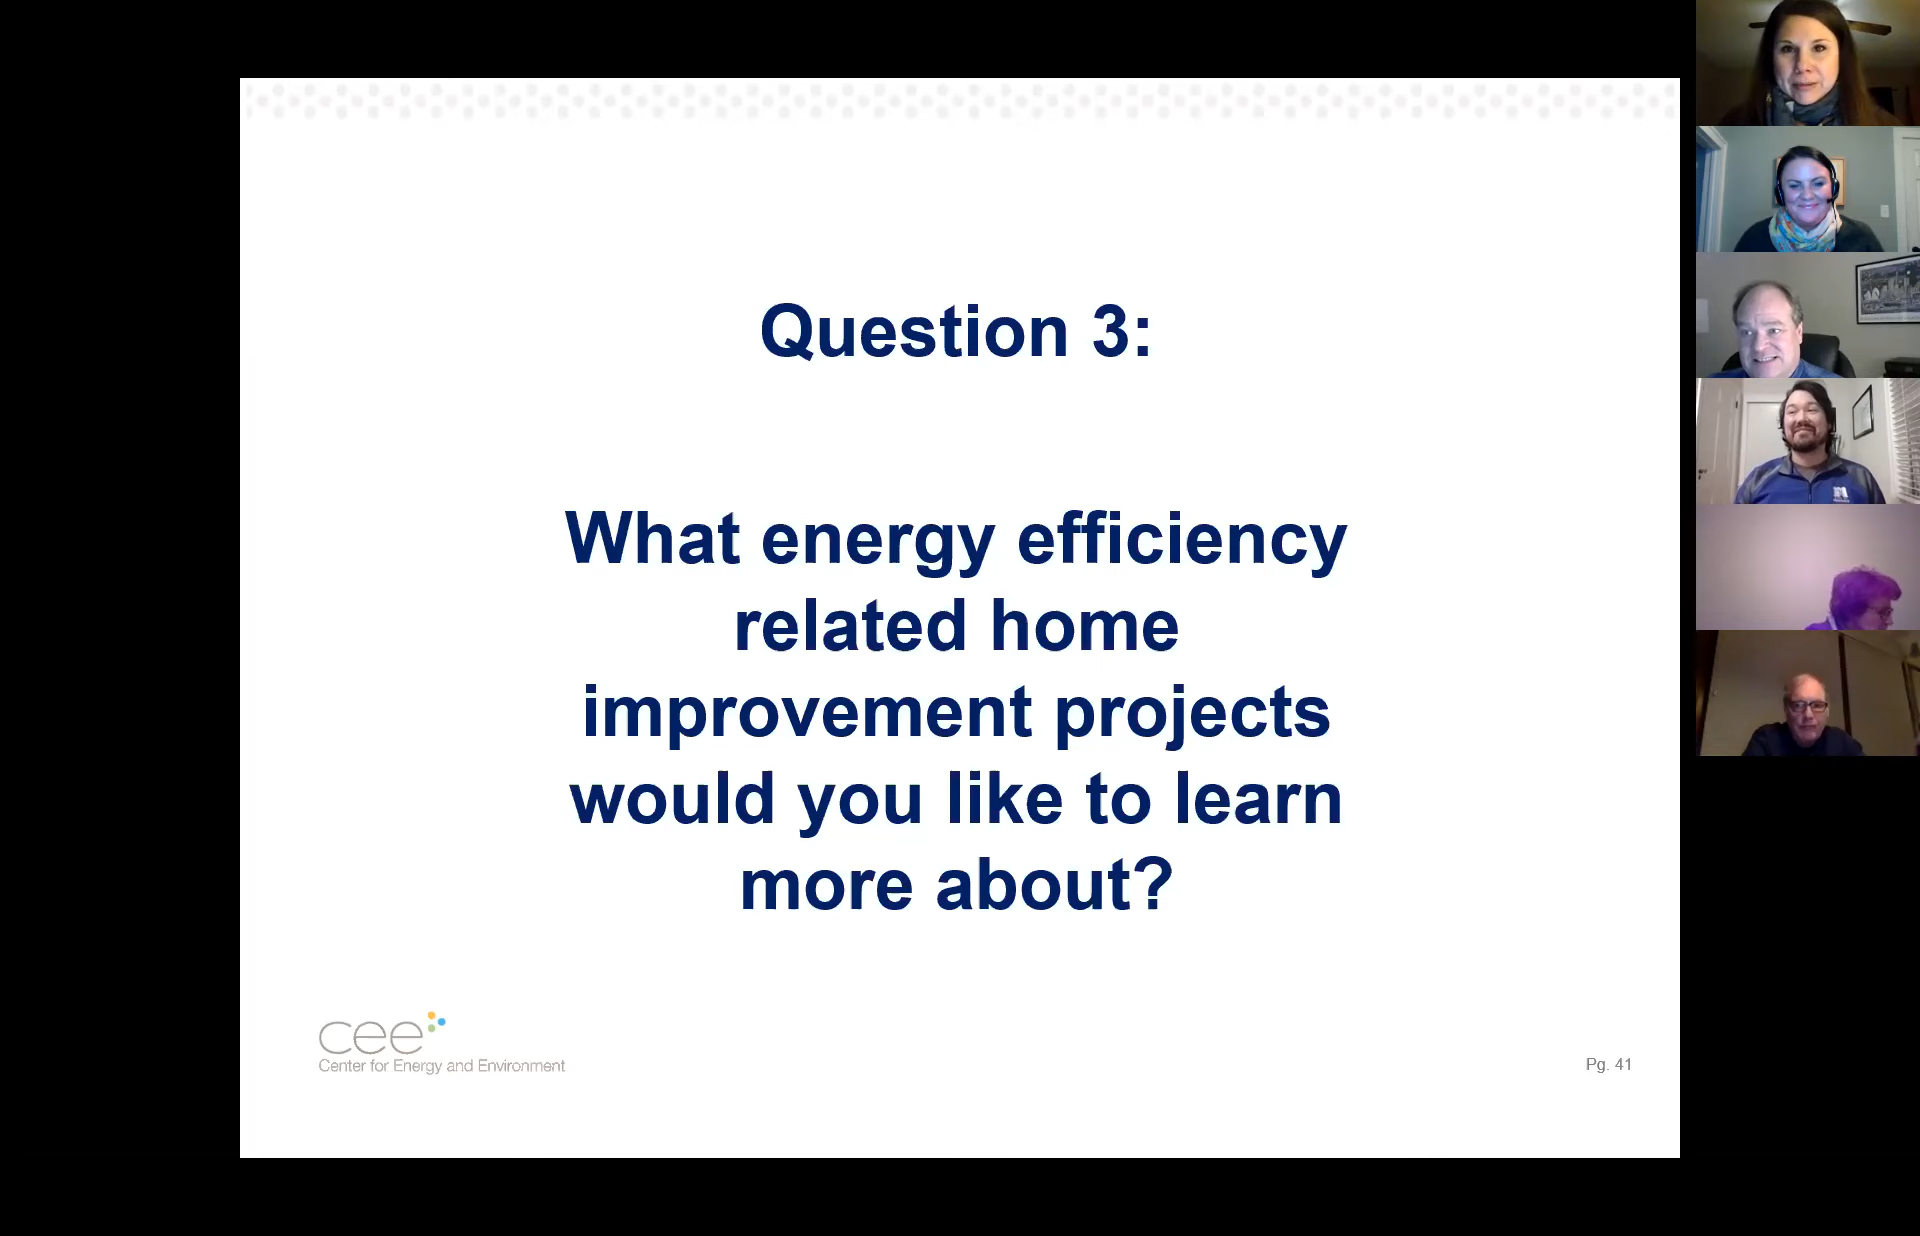 Question 3:
What energy efficiency
related home
improvement projects
would you like to learn
more about?
cee
Center for Energy and Environment
Pg. 41